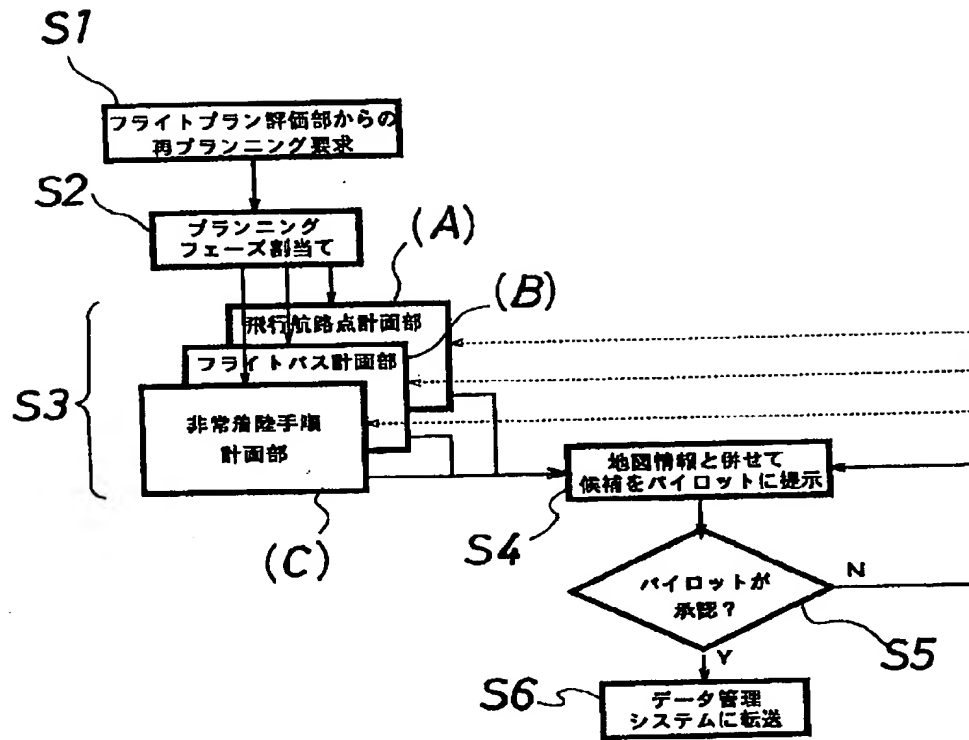 S1
フライトプラン評価部からの
再プランニング要求
S2
プランニング
フェーズ割当て
(A)
飛行航路点計画部
(B)
フライトパス計画部
S3
非常着陸手順
計画部
(C)
地図情報と併せて
候補をパイロットに提示
S4
パイロットが
承認?
N
S5
Y
S6
データ管理
システムに転送